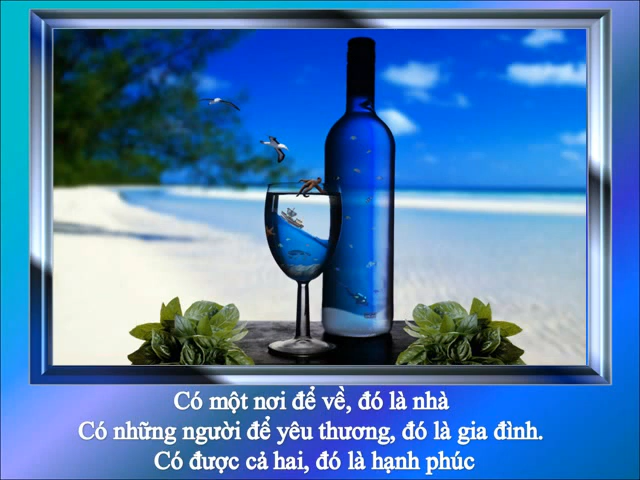 Có một nơi để về, đó là nhà
Có những người để yêu thương, đó là gia đình.
Có được cả hai, đó là hạnh phúc